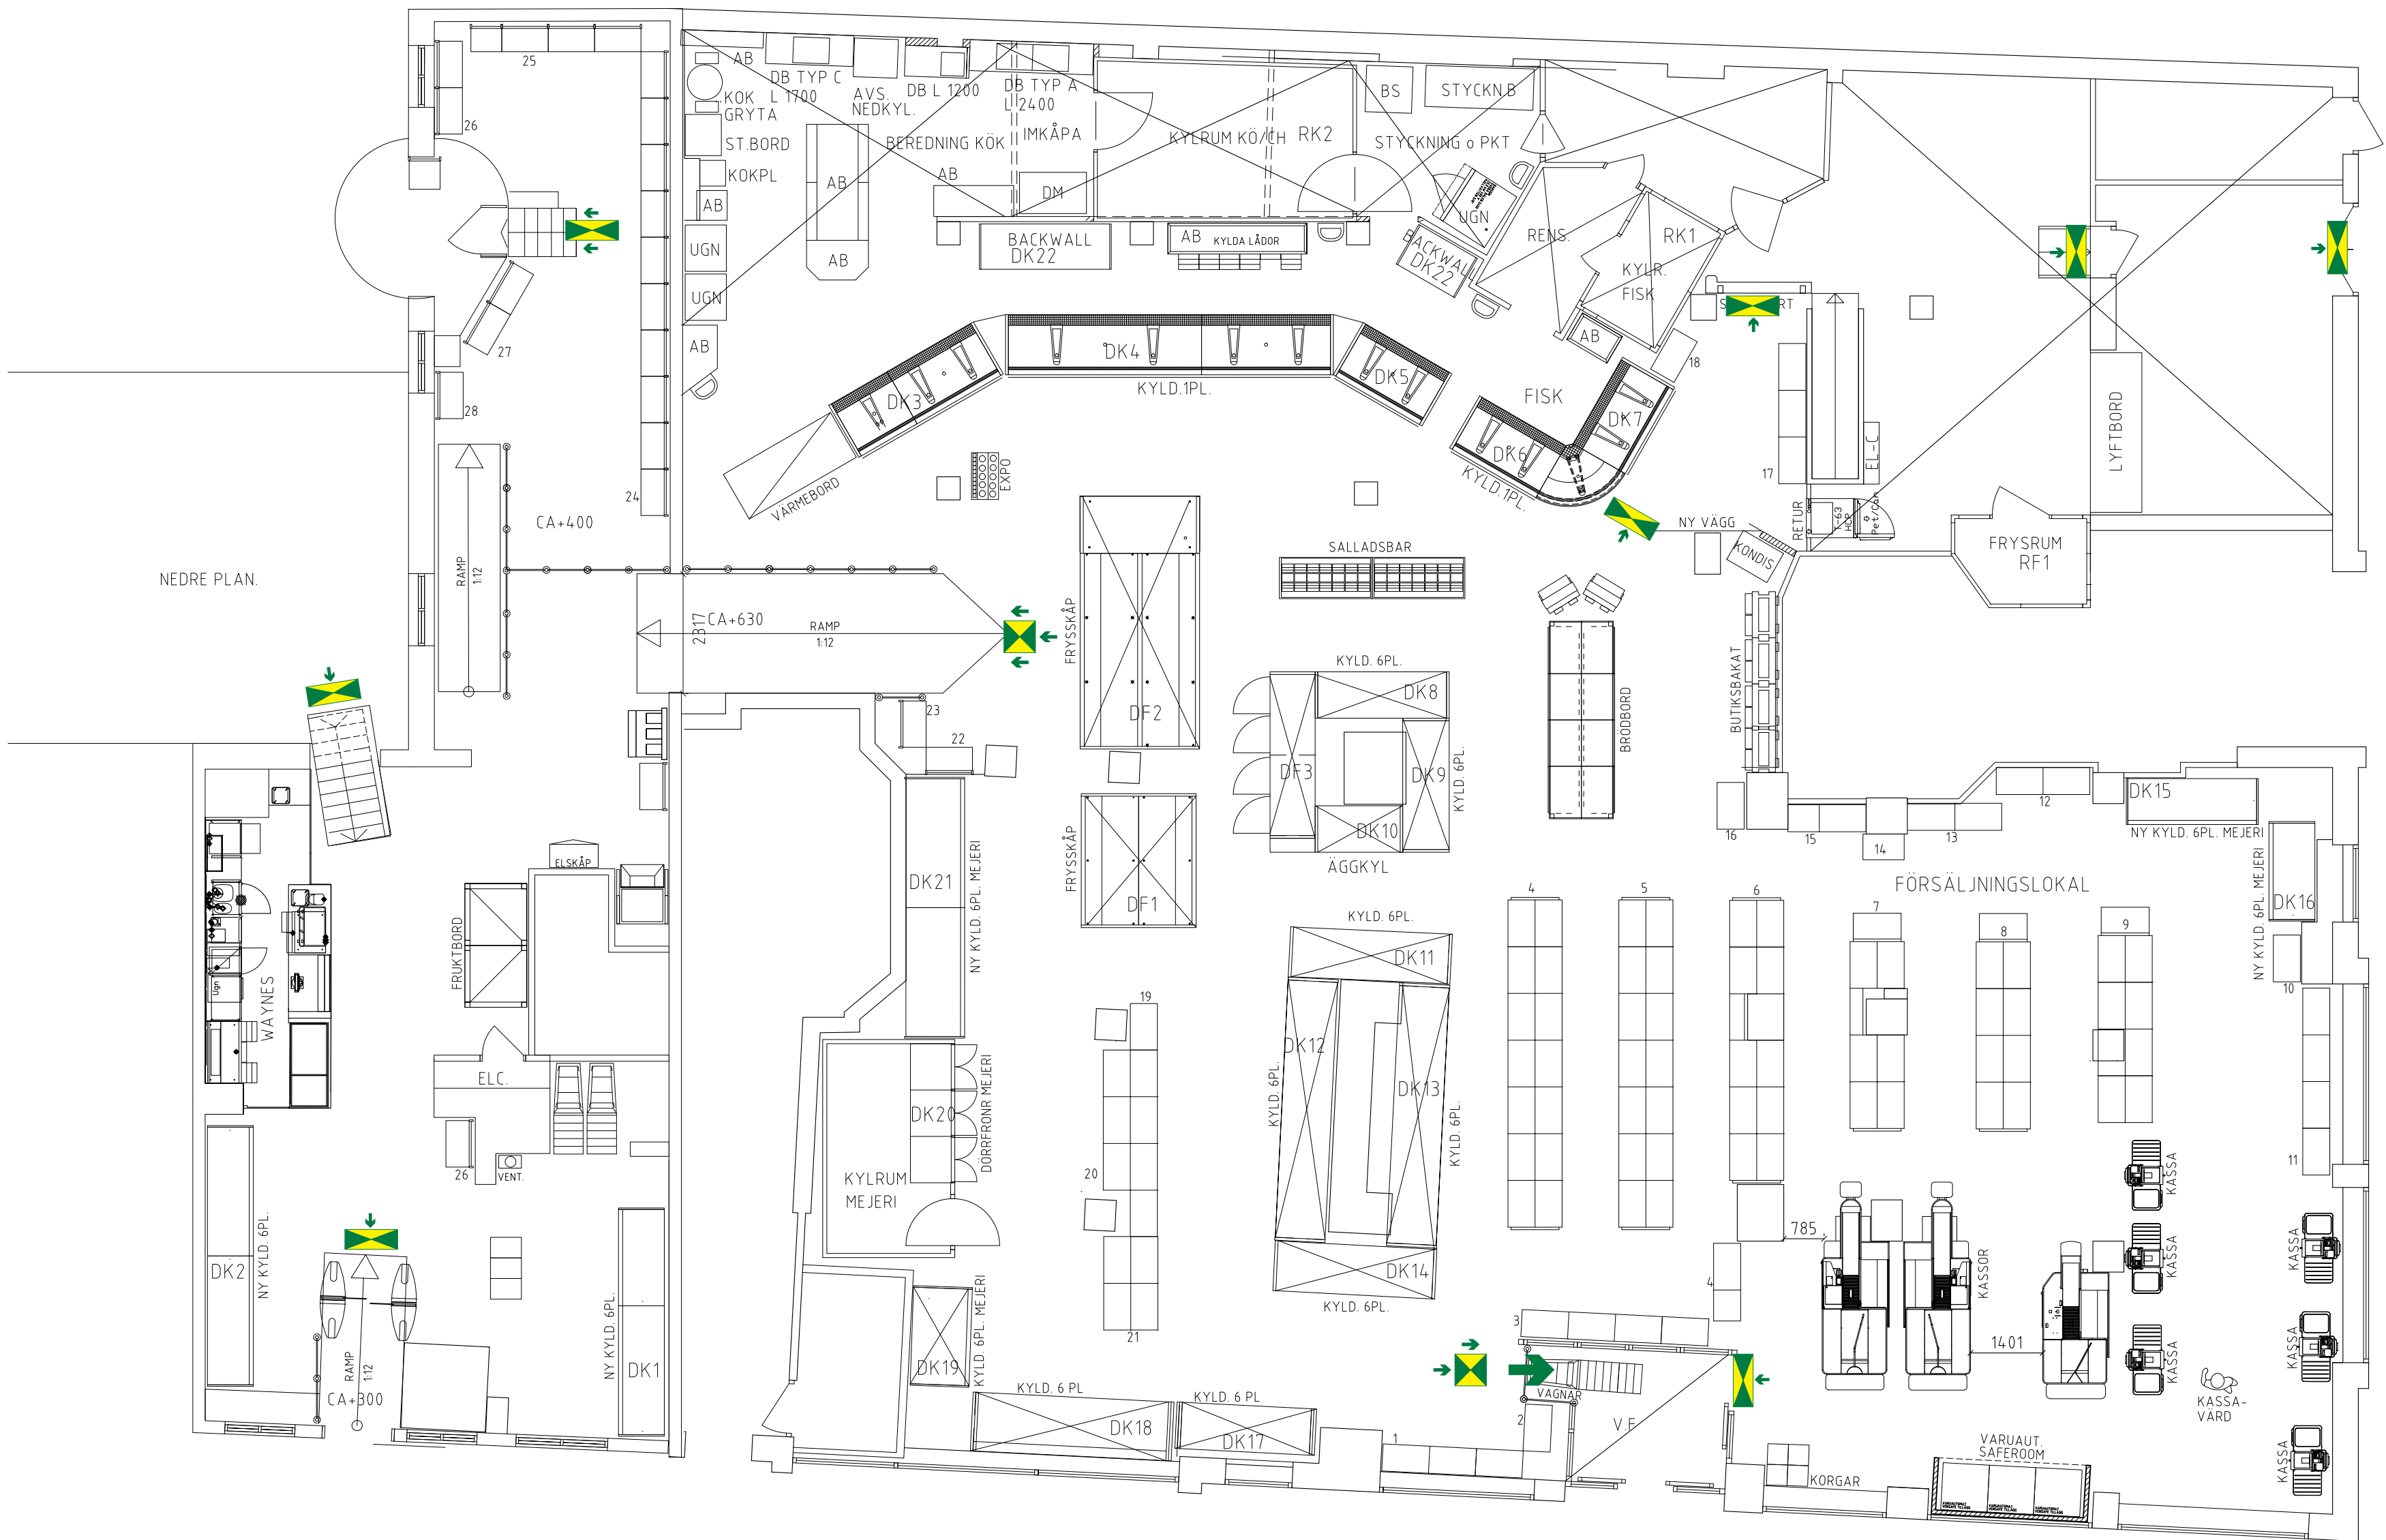 25
26
AB
DB TYP C
L 1700
KOK
GRYTA
AVS.
NEDKYL.
DB L 1200
DB TYP A
L 2400
IMKÅPA
BEREDNING KÖK
ST.BORD
KOKPL
AB
AB
AB
AB
DM
KYLRUM KÖ/CH
RK2
BS
STYCKN.B
STYCKNING o PKT
UGN
UGN
UGN
AB
BACKWALL
DK22
AB
KYLDA LÅDOR
ACKWAL
DK22
RENS.
RK1
KYLR.
FISK
AB
18
27
28
24
DK3
DK4
KYLD.1PL.
DK5
FISK
DK6
DK7
KYLD.1PL.
VÄRMEBORD
EXPO
17
EL-C
LYFTBORD
RETUR
T-63
HCP
Pet/Can
NY VÄGG
KONDIS
FRYSRUM
RF1
CA+400
NEDRE PLAN.
RAMP
1:12
2B17
CA+630
RAMP
1:12
FRYSSKÅP
DF2
SALLADSBAR
KYLD. 6PL.
DK8
DF3
DK9
KYLD. 6PL.
DK10
ÄGGKYL
BRÖDBORD
BUTIKSBAKAT
23
22
16
15
14
13
12
DK15
NY KYLD. 6PL. MEJERI
NY KYLD. 6PL. MEJERI
DK16
FÖRSÄLJNINGSLOKAL
ELSKÅP
FRUKTBORD
WAYNES
Ugn
DK21
NY KYLD. 6PL. MEJERI
FRYSSKÅP
DF1
4
5
6
7
8
9
10
11
KYLD. 6PL.
DK11
DK12
DK13
KYLD. 6PL.
KYLD. 6PL.
DK14
KYLD. 6PL.
19
20
21
ELC.
26
VENT.
DK20
DÖRRFRONR MEJERI
KYLRUM
MEJERI
DK2
NY KYLD. 6PL.
NY KYLD. 6PL.
DK1
RAMP
1:12
CA+300
DK19
KYLD. 6PL. MEJERI
KYLD. 6 PL
DK18
KYLD. 6 PL
DK17
1
2
3
4
VAGNAR
V.F
785
KASSOR
1401
KASSA
KASSA
KASSA
KASSA
KASSA
KASSA
KASSA-
VÄRD
KORGAR
VARUAUT.
SAFEROOM